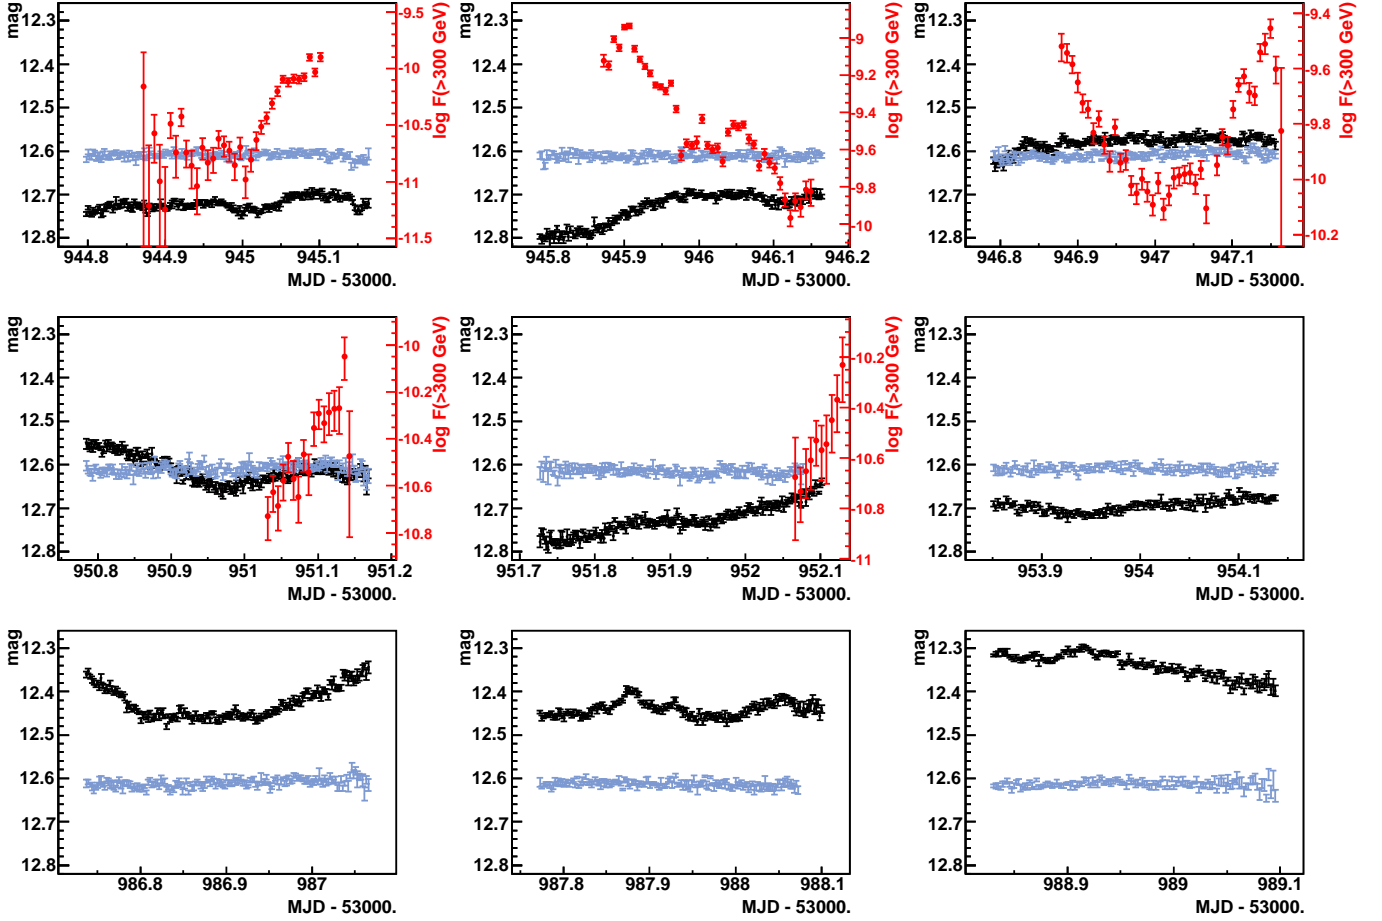 mag
12.3
12.4
12.5
12.6
12.7
12.8
944.8 944.9 945 945.1
MJD - 53000.
-9.5
-10
-10.5
-11
-11.5
log F(>300 GeV)
mag
12.3
12.4
12.5
12.6
12.7
12.8
945.8 945.9 946 946.1 946.2
MJD - 53000.
-9
-9.2
-9.4
-9.6
-9.8
-10
log F(>300 GeV)
mag
12.3
12.4
12.5
12.6
12.7
12.8
946.8 946.9 947 947.1
MJD - 53000.
-9.4
-9.6
-9.8
-10
-10.2
log F(>300 GeV)
mag
12.3
12.4
12.5
12.6
12.7
12.8
950.8 950.9 951 951.1 951.2
MJD - 53000.
-10
-10.2
-10.4
-10.6
-10.8
log F(>300 GeV)
mag
12.3
12.4
12.5
12.6
12.7
12.8
951.7 951.8 951.9 952 952.1
MJD - 53000.
-10.2
-10.4
-10.6
-10.8
-11
log F(>300 GeV)
mag
12.3
12.4
12.5
12.6
12.7
12.8
953.9 954 954.1
MJD - 53000.
mag
12.3
12.4
12.5
12.6
12.7
12.8
986.8 986.9 987
MJD - 53000.
mag
12.3
12.4
12.5
12.6
12.7
12.8
987.8 987.9 988 988.1
MJD - 53000.
mag
12.3
12.4
12.5
12.6
12.7
12.8
988.9 989 989.1
MJD - 53000.